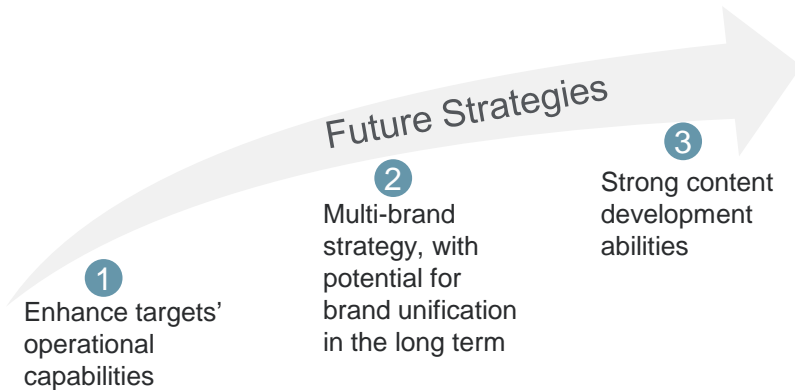 Future Strategies
1
Enhance targets’
operational
capabilities
2
Multi-brand
strategy, with
potential for
brand unification
in the long term
3
Strong content
development
abilities